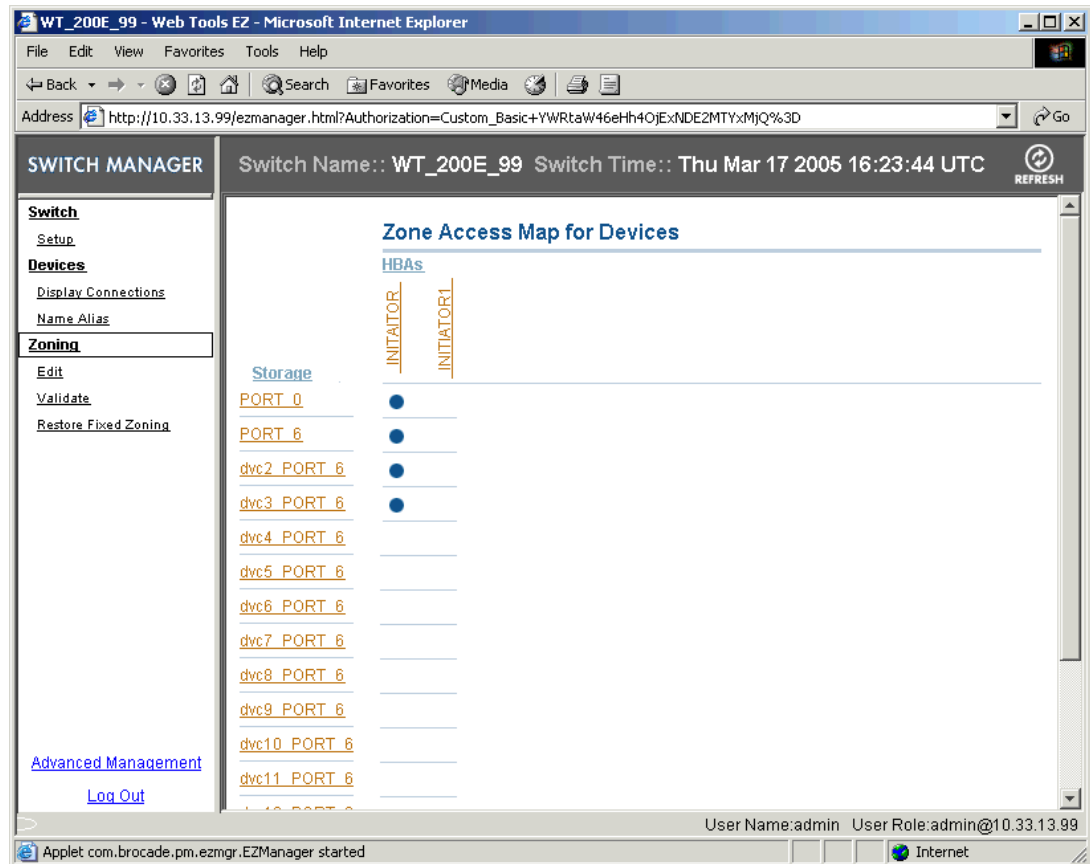 WT_200E_99 - Web Tools EZ - Microsoft Internet Explorer
File Edit View Favorites Tools Help
Back Search Favorites Media
Address http://10.33.13.99/ezmanager.html?Authorization=Custom_Basic+YWRtaW46eHh4OjExNDE2MTYxMjQ%3D Go
SWITCH MANAGER
Switch Name:: WT_200E_99 Switch Time:: Thu Mar 17 2005 16:23:44 UTC
REFRESH
Switch
Setup
Devices
Display Connections
Name Alias
Zoning
Edit
Validate
Restore Fixed Zoning
Advanced Management
Log Out
Zone Access Map for Devices
HBAs
INITAITOR
INITIATOR1
Storage
PORT_0
PORT_6
dvc2_PORT_6
dvc3_PORT_6
dvc4_PORT_6
dvc5_PORT_6
dvc6_PORT_6
dvc7_PORT_6
dvc8_PORT_6
dvc9_PORT_6
dvc10_PORT_6
dvc11_PORT_6
User Name:admin User Role:admin@10.33.13.99
Applet com.brocade.pm.ezmgr.EZManager started
Internet